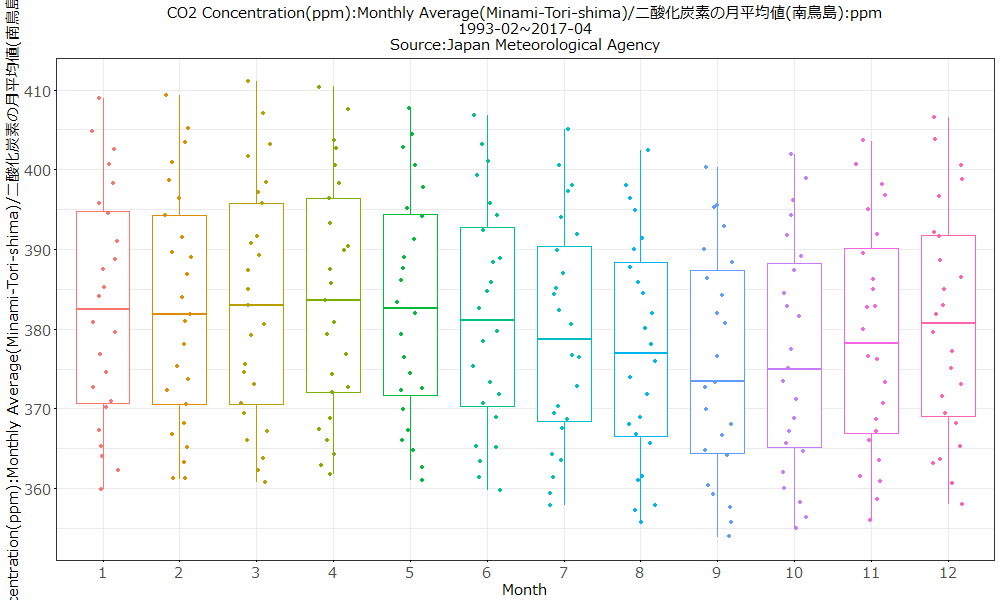 CO2 Concentration(ppm):Monthly Average(Minami-Tori-shima)/二酸化炭素の月平均値(南鳥島):ppm
1993-02~2017-04
Source:Japan Meteorological Agency
centration(ppm):Monthly Average(Minami-Tori-shima)/二酸化炭素の月平均値(南鳥島
410
400
390
380
370
360
1 2 3 4 5 6 7 8 9 10 11 12
Month